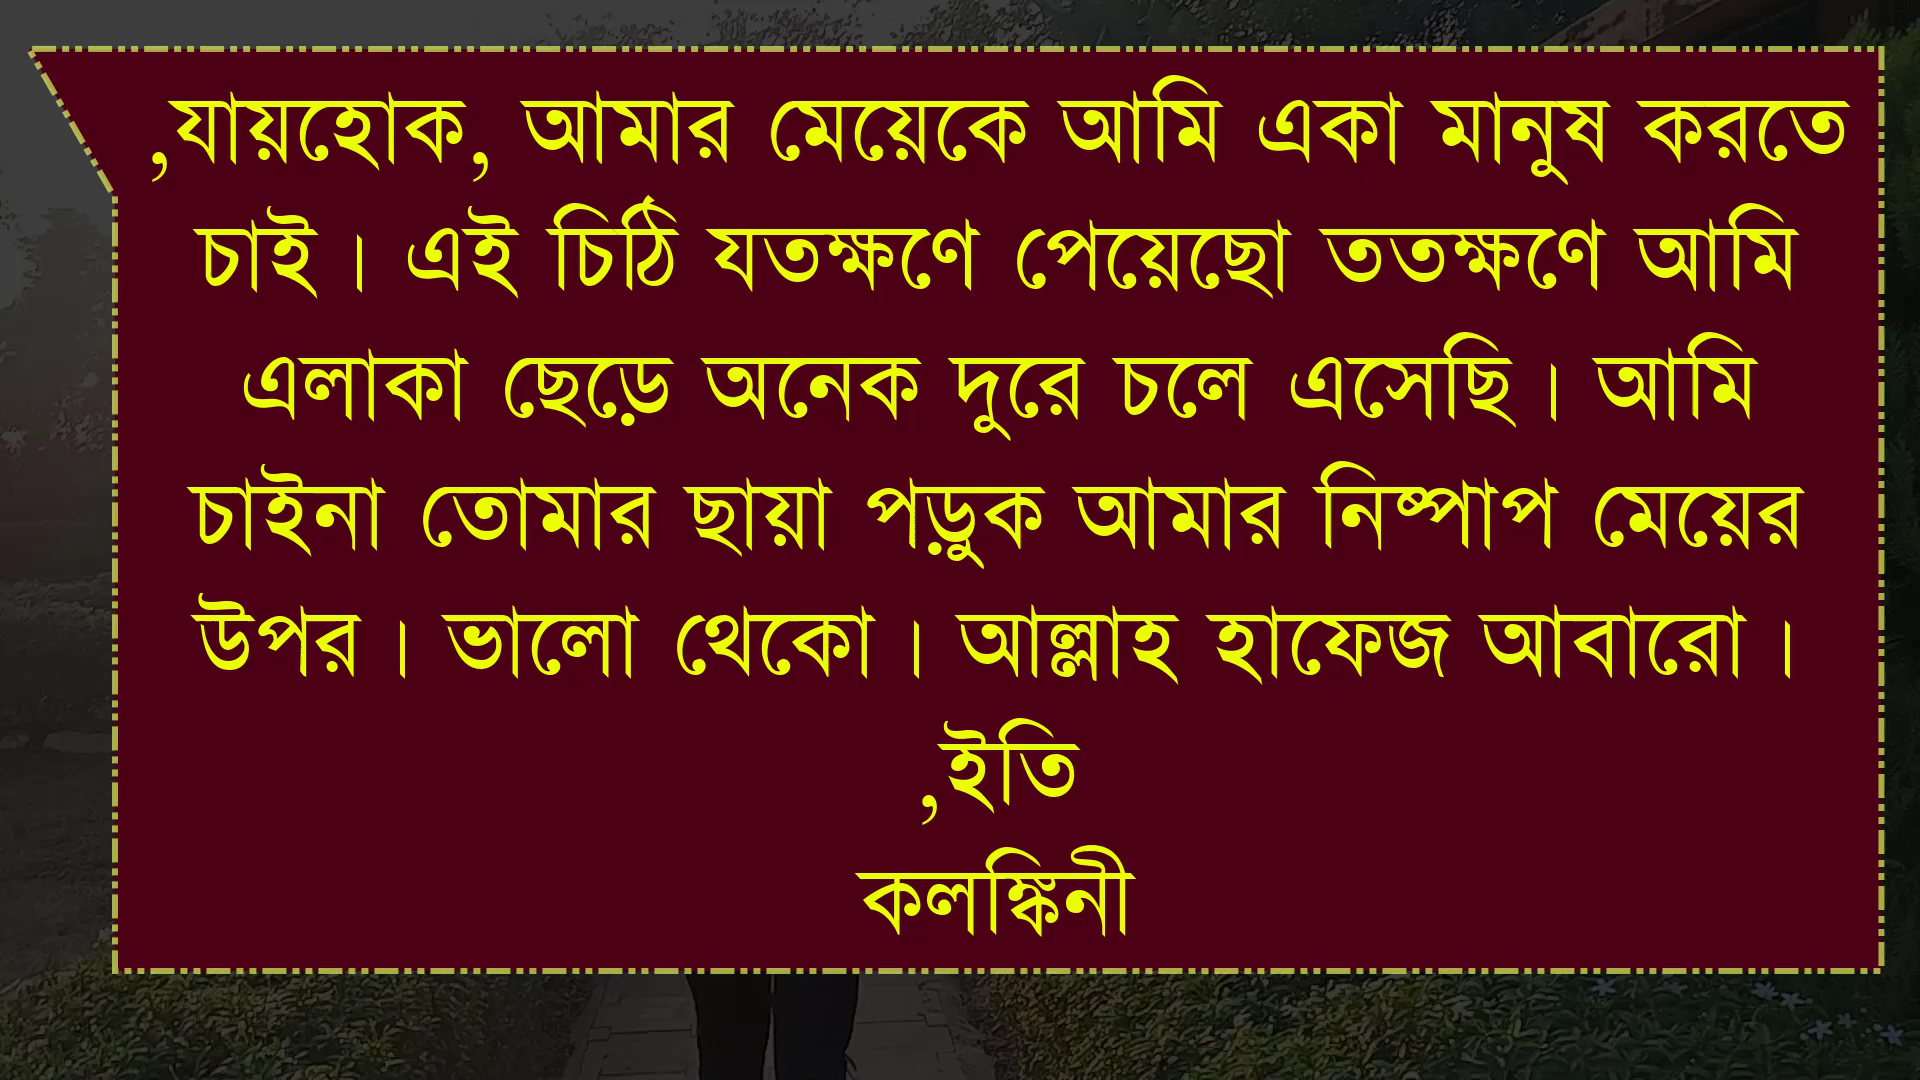 ,যায়হোক, আমার মেয়েকে আমি একা মানুষ করতে
চাই। এই চিঠি যতক্ষণে পেয়েছো ততক্ষণে আমি
এলাকা ছেড়ে অনেক দুরে চলে এসেছি। আমি
চাইনা তোমার ছায়া পড়ুক আমার নিষ্পাপ মেয়ের
উপর। ভালো থেকো। আল্লাহ হাফেজ আবারো।
,ইতি
কলঙ্কিনী